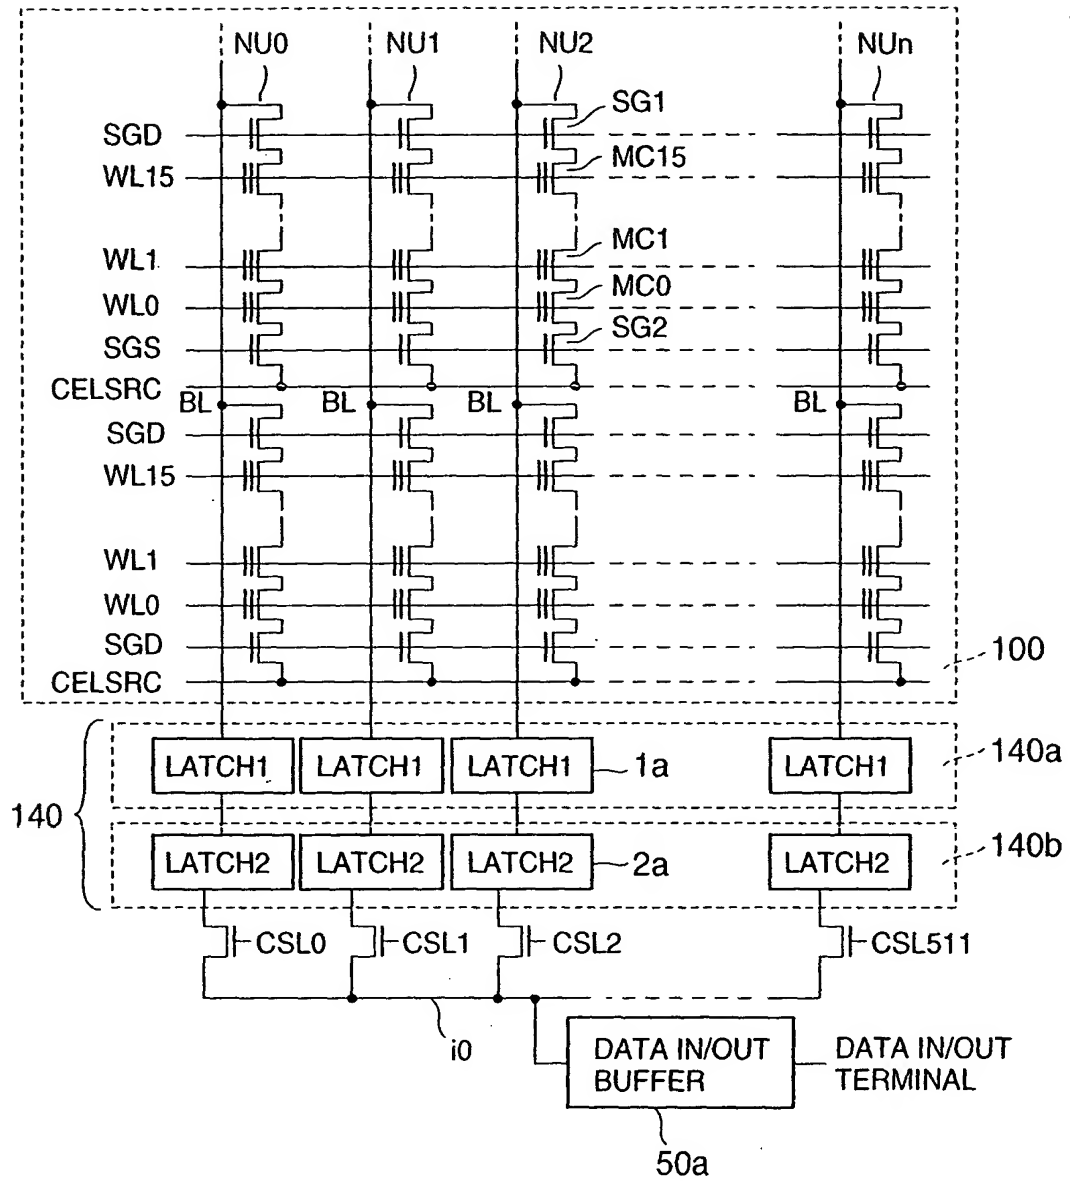 NU0 NU1 NU2 NUn
SG1
SGD
MC15
WL15
MC1
WL1
MC0
WL0
SG2
SGS
CELSRC
BL BL BL BL
SGD
WL15
WL1
WL0
SGD
100
CELSRC
LATCH1 LATCH1 LATCH1 1a LATCH1 140a
140
LATCH2 LATCH2 LATCH2 2a LATCH2 140b
CSL0 CSL1 CSL2 CSL511
i0
DATA IN/OUT
BUFFER
DATA IN/OUT
TERMINAL
50a